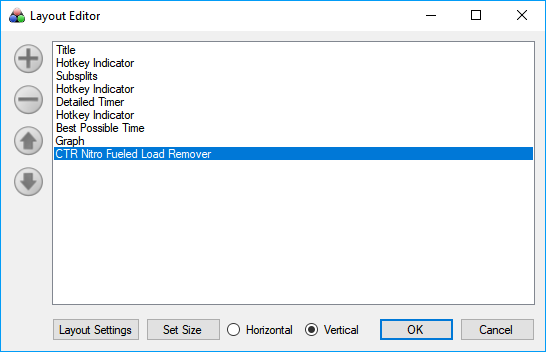 Layout Editor
Title
Hotkey Indicator
Subsplits
Hotkey Indicator
Detailed Timer
Hotkey Indicator
Best Possible Time
Graph
CTR Nitro Fueled Load Remover
Layout Settings Set Size Horizontal Vertical OK Cancel